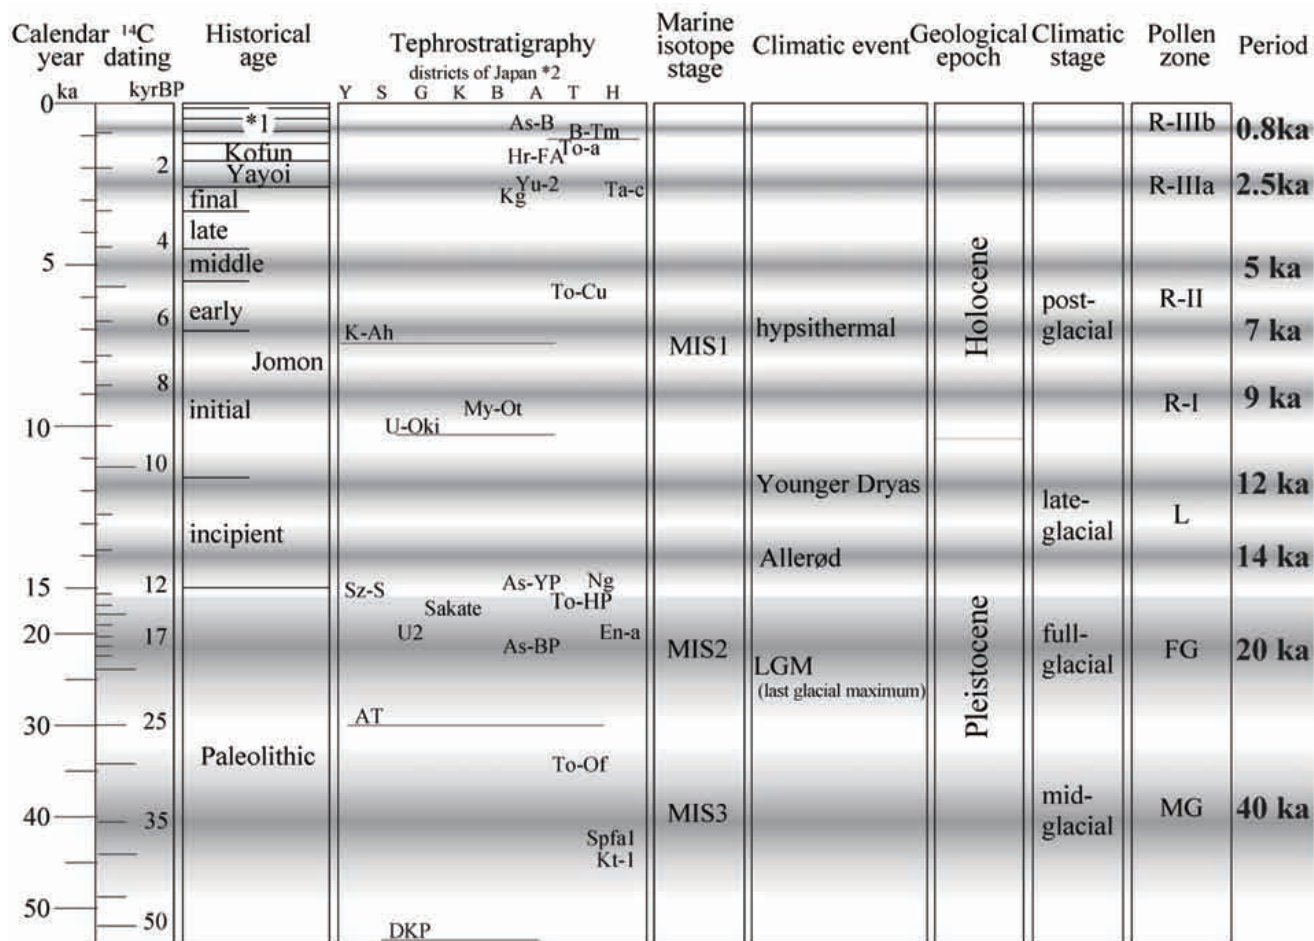 Calendar year
14C dating
Historical age
Tephrostratigraphy
districts of Japan *2
Marine isotope stage
Climatic event
Geological epoch
Climatic stage
Pollen zone
Period
ka
kyrBP
Y S G K B A T H
0
*1
As-B
B-Tm
R-IIIb
0.8ka
Kofun
To-a
Hr-FA
2
Yayoi
Yu-2
Ta-c
R-IIIa
2.5ka
final
Kg
late
4
5
middle
5 ka
To-Cu
R-II
early
6
K-Ah
hypsithermal
Holocene
post-
glacial
7 ka
MIS1
Jomon
8
9 ka
initial
My-Ot
R-I
10
U-Oki
10
Younger Dryas
12 ka
late-
glacial
L
incipient
Allerød
14 ka
15
12
Sz-S
As-YP
Ng
Sakate
To-HP
20
17
U2
En-a
As-BP
MIS2
LGM
(last glacial maximum)
Pleistocene
full-
glacial
FG
20 ka
30
25
AT
Paleolithic
To-Of
40
35
MIS3
mid-
glacial
MG
40 ka
Spfa1
Kt-1
50
50
DKP